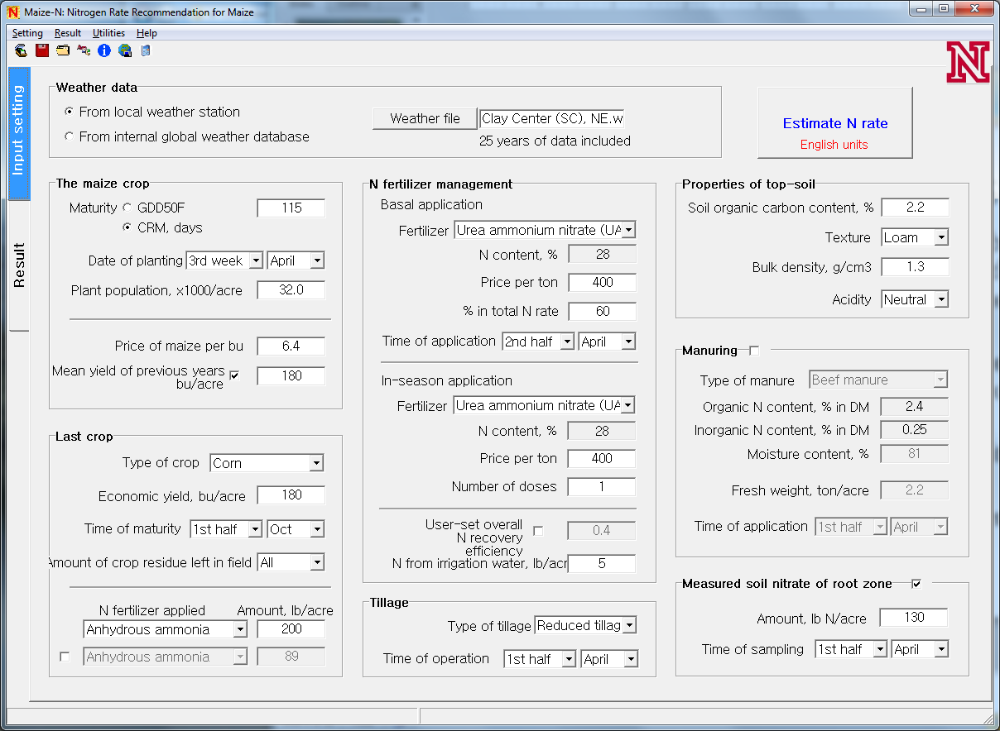 Maize-N: Nitrogen Rate Recommendation for Maize
Setting Result Utilities Help
N
Input setting
Result
Weather data
From local weather station
From internal global weather database
Weather file Clay Center (SC), NE.w
25 years of data included
Estimate N rate
English units
The maize crop
Maturity GDD50F 115
CRM, days
Date of planting 3rd week April
Plant population, x1000/acre 32.0
Price of maize per bu 6.4
Mean yield of previous years
bu/acre 180
Last crop
Type of crop Corn
Economic yield, bu/acre 180
Time of maturity 1st half Oct
Amount of crop residue left in field All
N fertilizer applied Amount, lb/acre
Anhydrous ammonia 200
Anhydrous ammonia 89
N fertilizer management
Basal application
Fertilizer Urea ammonium nitrate (UA
N content, % 28
Price per ton 400
% in total N rate 60
Time of application 2nd half April
In-season application
Fertilizer Urea ammonium nitrate (UA
N content, % 28
Price per ton 400
Number of doses 1
User-set overall
N recovery 0.4
efficiency
N from irrigation water, lb/acr 5
Tillage
Type of tillage Reduced tillag
Time of operation 1st half April
Properties of top-soil
Soil organic carbon content, % 2.2
Texture Loam
Bulk density, g/cm3 1.3
Acidity Neutral
Manuring
Type of manure Beef manure
Organic N content, % in DM 2.4
Inorganic N content, % in DM 0.25
Moisture content, % 81
Fresh weight, ton/acre 2.2
Time of application 1st half April
Measured soil nitrate of root zone
Amount, lb N/acre 130
Time of sampling 1st half April